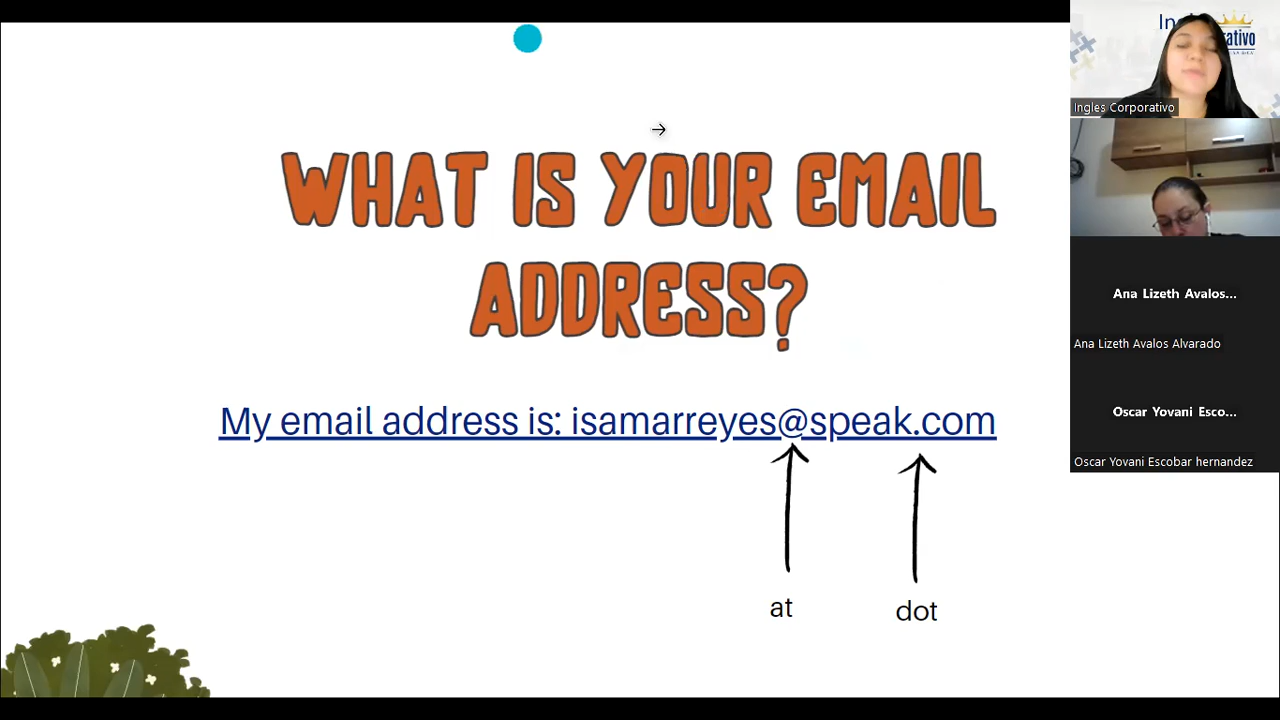 WHAT IS YOUR EMAIL
ADDRESS?
My email address is: isamarreyes@speak.com
at
dot
Ingles Corporativo
Ana Lizeth Avalos...
Ana Lizeth Avalos Alvarado
Oscar Yovani Esco...
Oscar Yovani Escobar hernandez